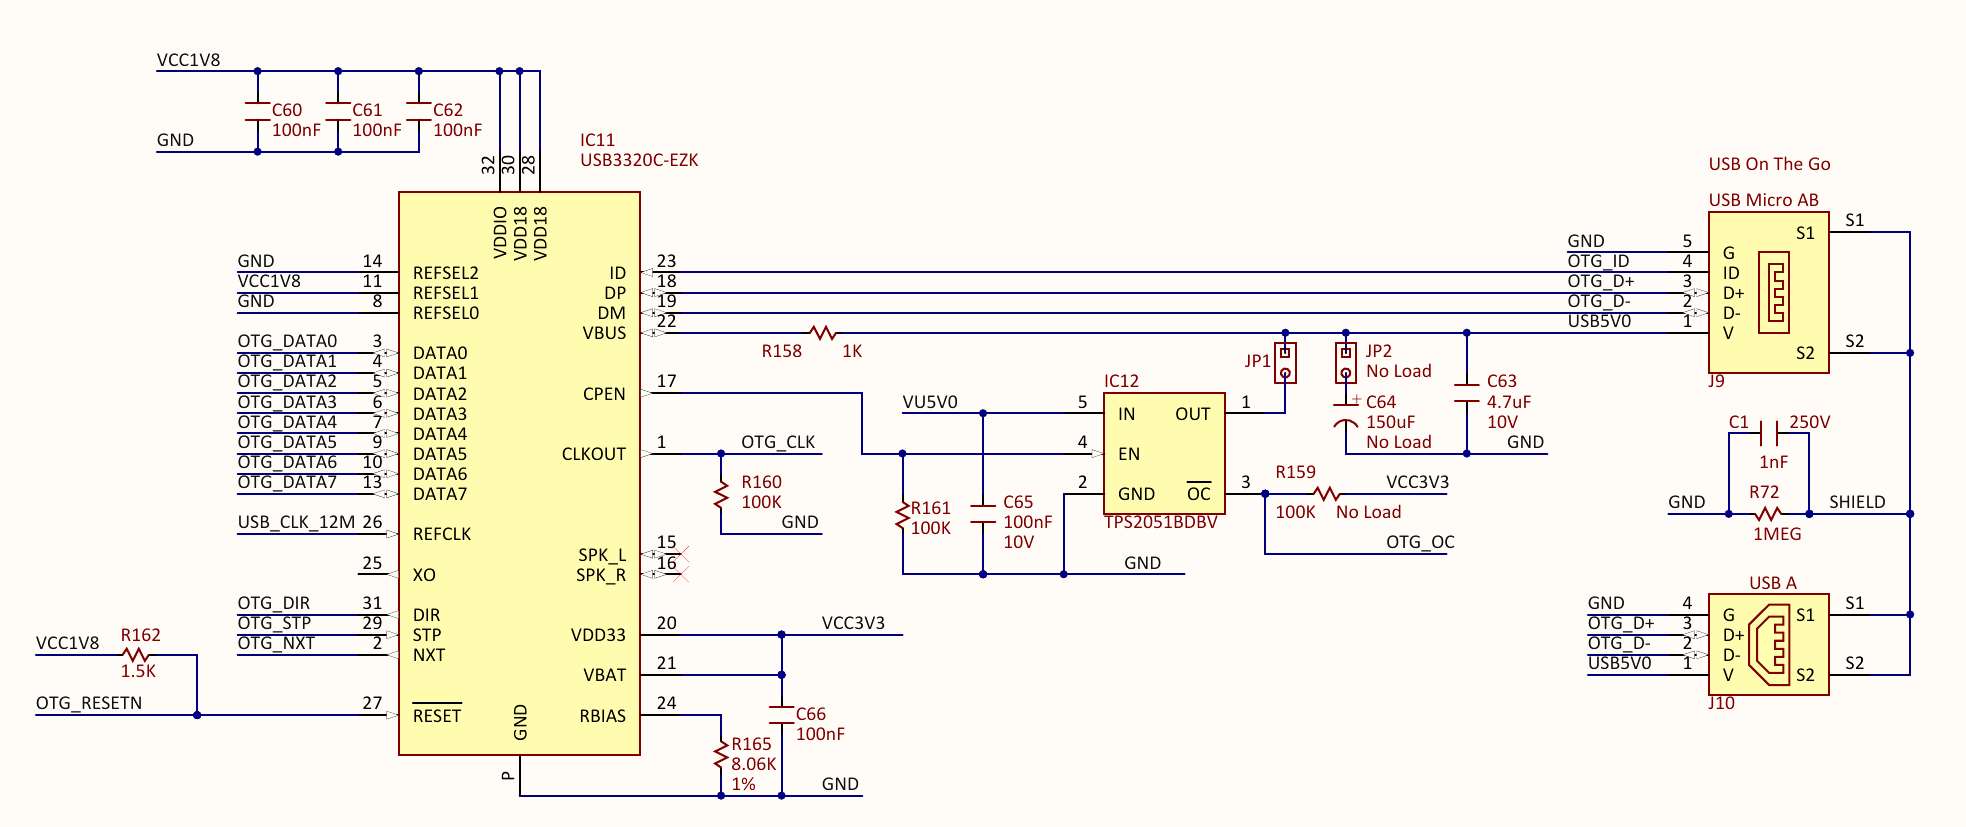 VCC1V8
C60
100nF
C61
100nF
C62
100nF
GND
IC11
USB3320C-EZK
32
30
28
VDDIO
VDD18
VDD18
GND
14
REFSEL2
VCC1V8
11
REFSEL1
GND
8
REFSEL0
OTG_DATA0
3
DATA0
OTG_DATA1
4
DATA1
OTG_DATA2
5
DATA2
OTG_DATA3
6
DATA3
OTG_DATA4
7
DATA4
OTG_DATA5
9
DATA5
OTG_DATA6
10
DATA6
OTG_DATA7
13
DATA7
USB_CLK_12M
26
REFCLK
25
XO
OTG_DIR
31
DIR
OTG_STP
29
STP
OTG_NXT
2
NXT
VCC1V8
R162
1.5K
OTG_RESETN
27
RESET
GND
P
ID
23
DP
18
DM
19
VBUS
22
R158
1K
CPEN
17
CLKOUT
1
OTG_CLK
R160
100K
GND
SPK_L
15
SPK_R
16
VDD33
20
VCC3V3
VBAT
21
RBIAS
24
C66
100nF
R165
8.06K
1%
GND
VU5V0
R161
100K
C65
100nF
10V
GND
IC12
5
IN
OUT
1
4
EN
2
GND
OC
3
TPS2051BDBV
JP1
JP2
No Load
C64
+
150uF
No Load
C63
4.7uF
10V
GND
R159
100K
No Load
VCC3V3
OTG_OC
USB On The Go
USB Micro AB
GND
5
G
OTG_ID
4
ID
OTG_D+
3
D+
OTG_D-
2
D-
USB5V0
1
V
S1
S1
S2
S2
J9
C1
250V
1nF
GND
R72
SHIELD
1MEG
USB A
GND
4
G
OTG_D+
3
D+
OTG_D-
2
D-
USB5V0
1
V
S1
S1
S2
S2
J10